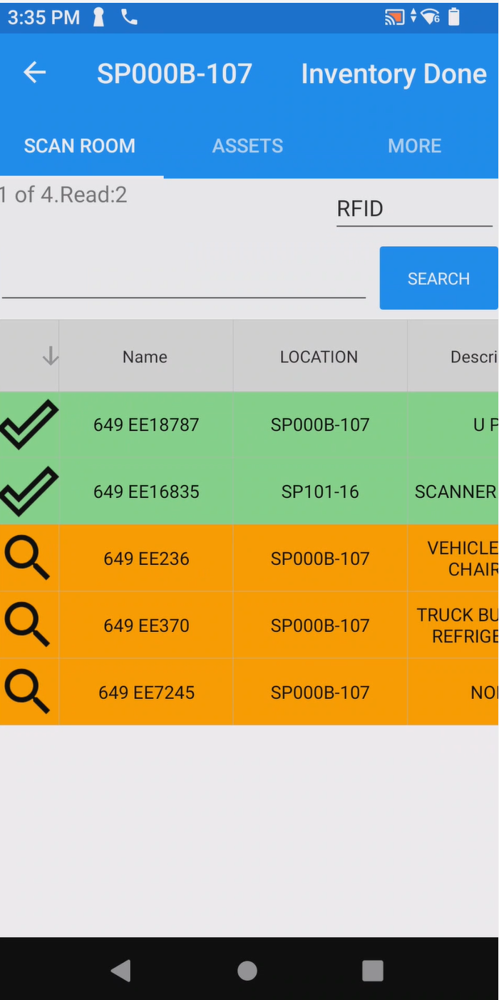 3:35 PM
6
SP000B-107 Inventory Done
SCAN ROOM ASSETS MORE
1 of 4.Read:2
RFID
SEARCH
Name LOCATION Descri
649 EE18787 SP000B-107 U P
649 EE16835 SP101-16 SCANNER
649 EE236 SP000B-107 VEHICLE
CHAIR
649 EE370 SP000B-107 TRUCK BU
REFRIGE
649 EE7245 SP000B-107 NO